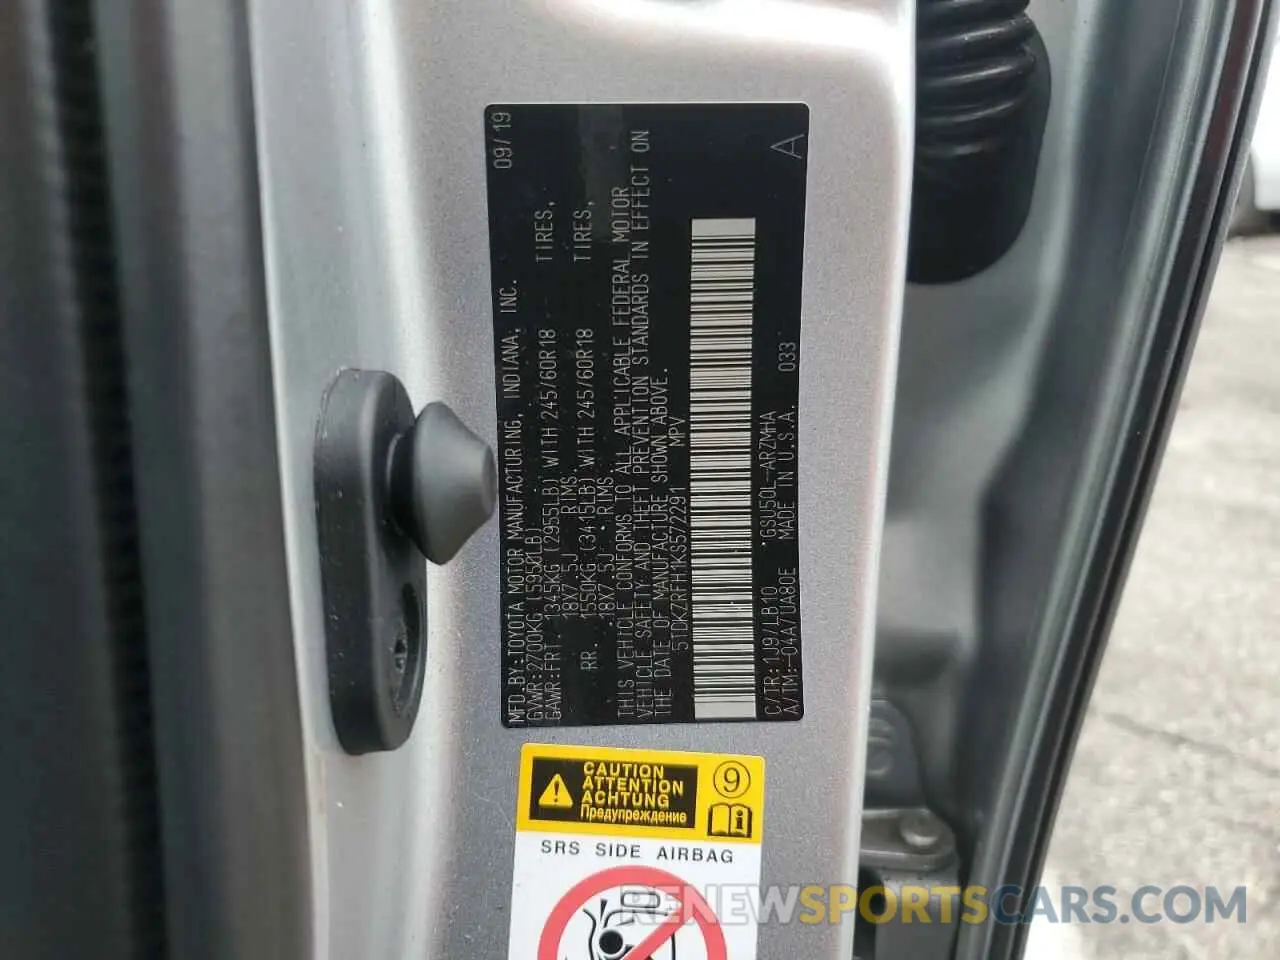 MFD.BY:TOYOTA MOTOR MANUFACTURING, INDIANA, INC. 09/19
GVWR:2700KG (5950LB)
GAWR:FRT. 1345KG (2955LB) WITH 245/60R18 TIRES,
18X7.5J RIMS.
RR. 1550KG (3415LB) WITH 245/60R18 TIRES,
18X7.5J RIMS.
THIS VEHICLE CONFORMS TO ALL APPLICABLE FEDERAL MOTOR
VEHICLE SAFETY AND THEFT PREVENTION STANDARDS IN EFFECT ON
THE DATE OF MANUFACTURE SHOWN ABOVE.
5TDKZRFH1KS572291 MPV
C/TR:1J9/LB10 GSU50L-ARZMHA
A/TM:-04A/UA80E MADE IN U.S.A. 033
A
CAUTION
ATTENTION
ACHTUNG
Предупреждение
9
i
SRS SIDE AIRBAG
RENEWSPORTSCARS.COM